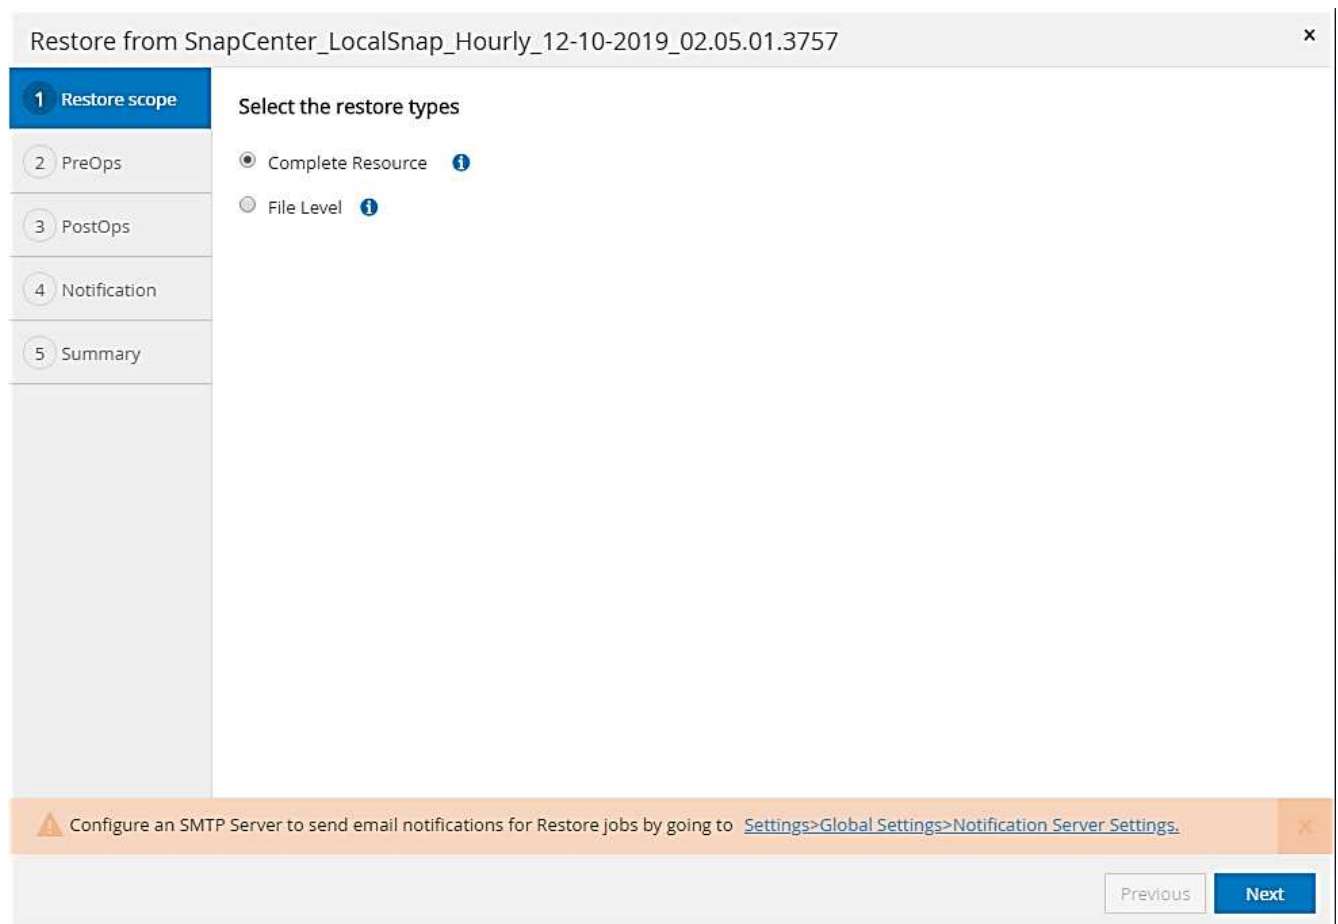 Restore from SnapCenter_LocalSnap_Hourly_12-10-2019_02.05.01.3757
x
1 Restore scope
2 PreOps
3 PostOps
4 Notification
5 Summary
Select the restore types
Complete Resource i
File Level i
Configure an SMTP Server to send email notifications for Restore jobs by going to Settings>Global Settings>Notification Server Settings. x
Previous Next